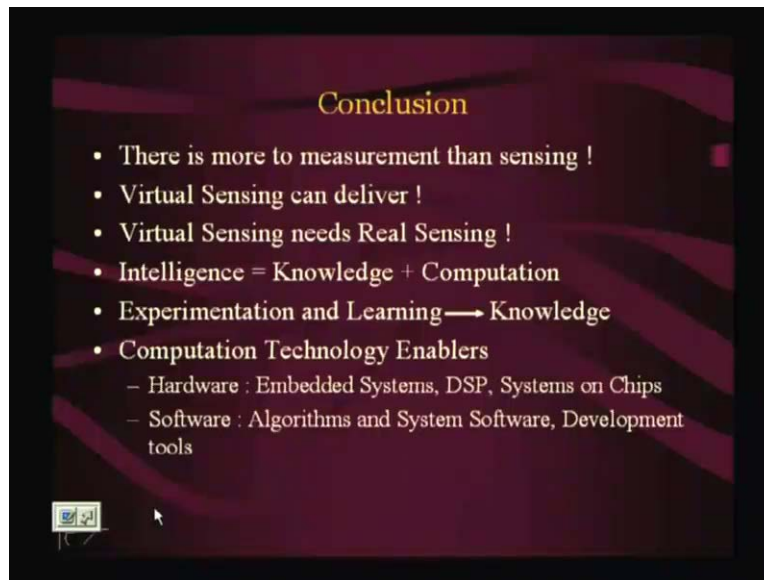 Conclusion
• There is more to measurement than sensing !
• Virtual Sensing can deliver !
• Virtual Sensing needs Real Sensing !
• Intelligence = Knowledge + Computation
• Experimentation and Learning⟶ Knowledge
• Computation Technology Enablers
– Hardware : Embedded Systems, DSP, Systems on Chips
– Software : Algorithms and System Software, Development
tools